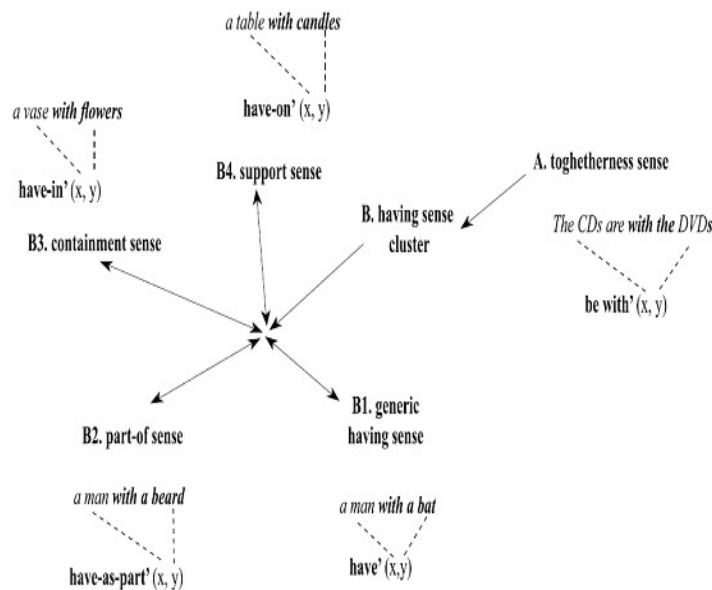 a table with candles
have-on’ (x, y)
a vase with flowers
have-in’ (x, y)
B4. support sense
A. toghetherness sense
B. having sense
cluster
The CDs are with the DVDs
B3. containment sense
be with’ (x, y)
B2. part-of sense
B1. generic
having sense
a man with a beard
a man with a bat
have-as-part’ (x, y)
have’ (x,y)